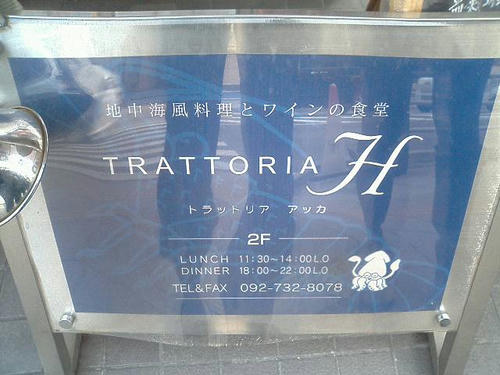 地中海風料理とワインの食堂
TRATTORIA H
トラットリア アッカ
2F
LUNCH 11:30~14:00L.O
DINNER 18:00~22:00L.O
TEL&FAX 092-732-8078